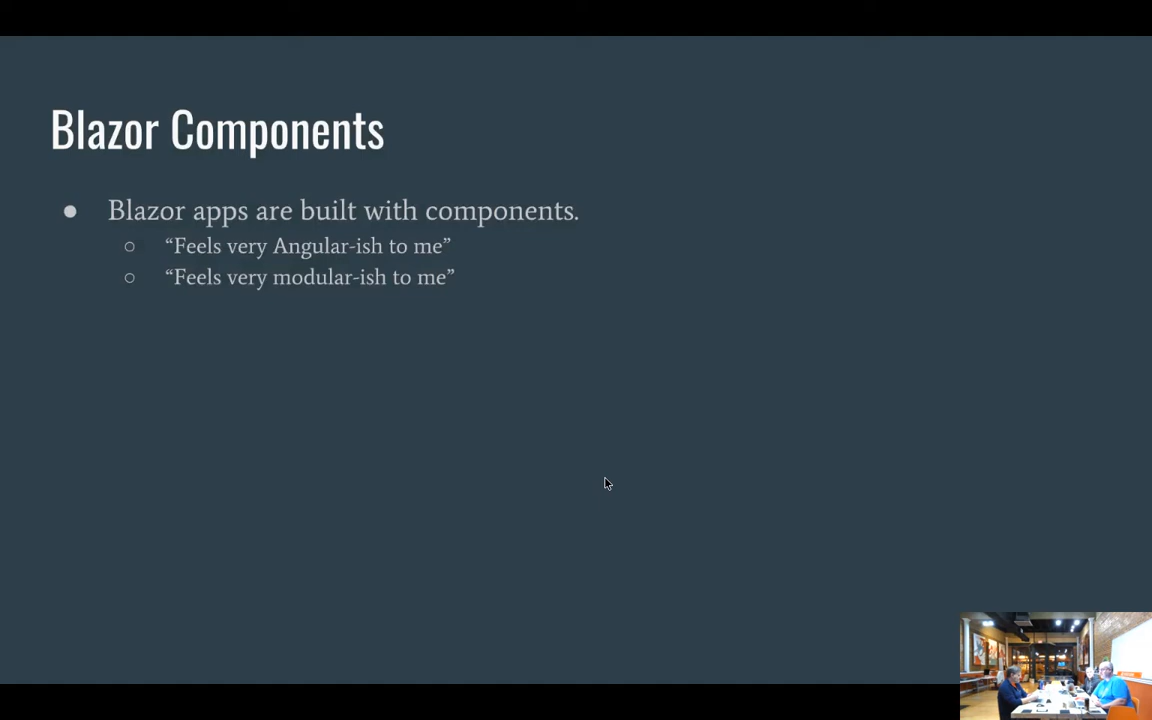 Blazor Components
● Blazor apps are built with components.
○ “Feels very Angular-ish to me”
○ “Feels very modular-ish to me”